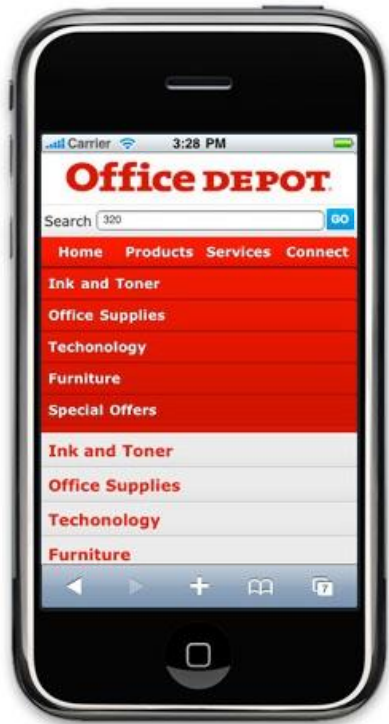 Carrier 3:28 PM
Office DEPOT
Search 320 GO
Home Products Services Connect
Ink and Toner
Office Supplies
Techonology
Furniture
Special Offers
Ink and Toner
Office Supplies
Techonology
Furniture
7